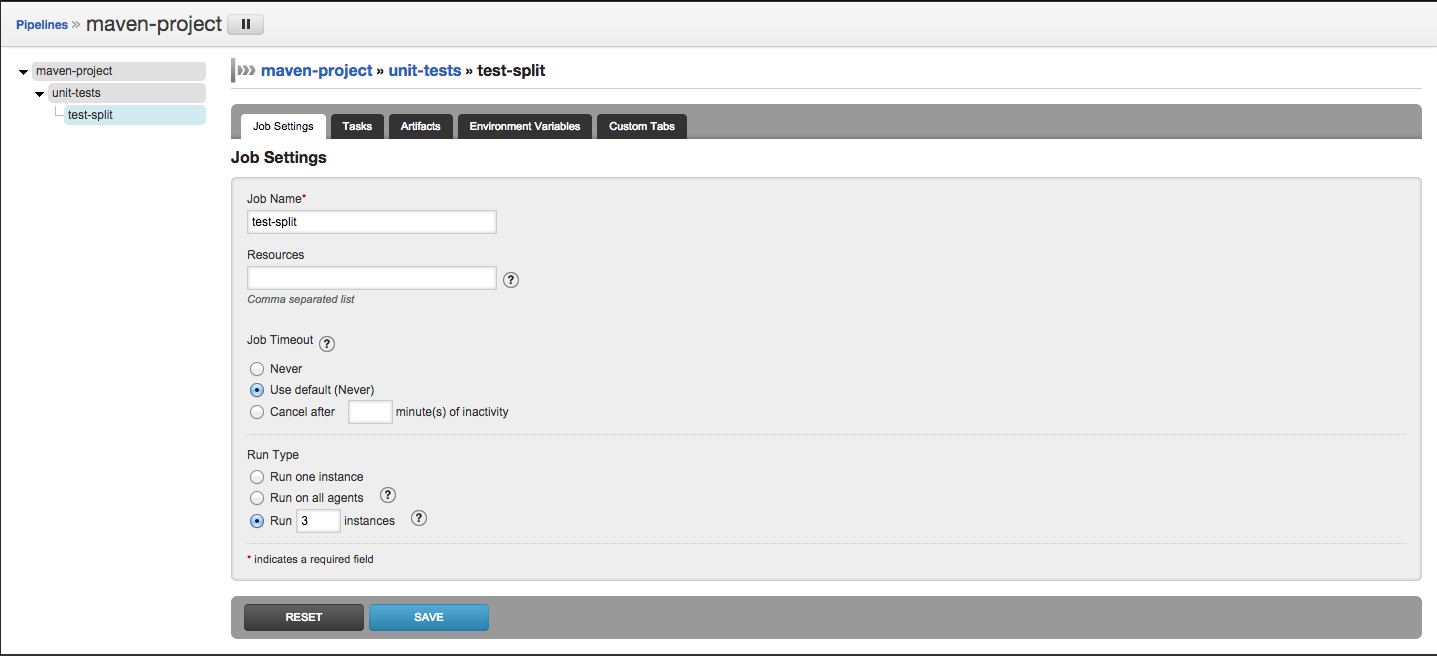 Pipelines » maven-project
maven-project
unit-tests
test-split
maven-project » unit-tests » test-split
Job Settings Tasks Artifacts Environment Variables Custom Tabs
Job Settings
Job Name*
test-split
Resources
?
Comma separated list
Job Timeout ?
Never
Use default (Never)
Cancel after minute(s) of inactivity
Run Type
Run one instance
Run on all agents ?
Run 3 instances ?
* indicates a required field
RESET SAVE